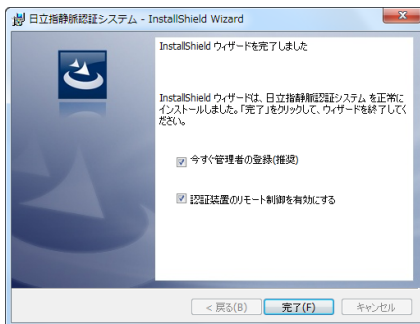 日立指静脈認証システム - InstallShield Wizard
InstallShield ウィザードを完了しました
InstallShield ウィザードは、日立指静脈認証システム を正常に
インストールしました。「完了」をクリックして、ウィザードを終了してく
ださい。
今すぐ管理者の登録(推奨)
認証装置のリモート制御を有効にする
< 戻る(B)
完了(F)
キャンセル